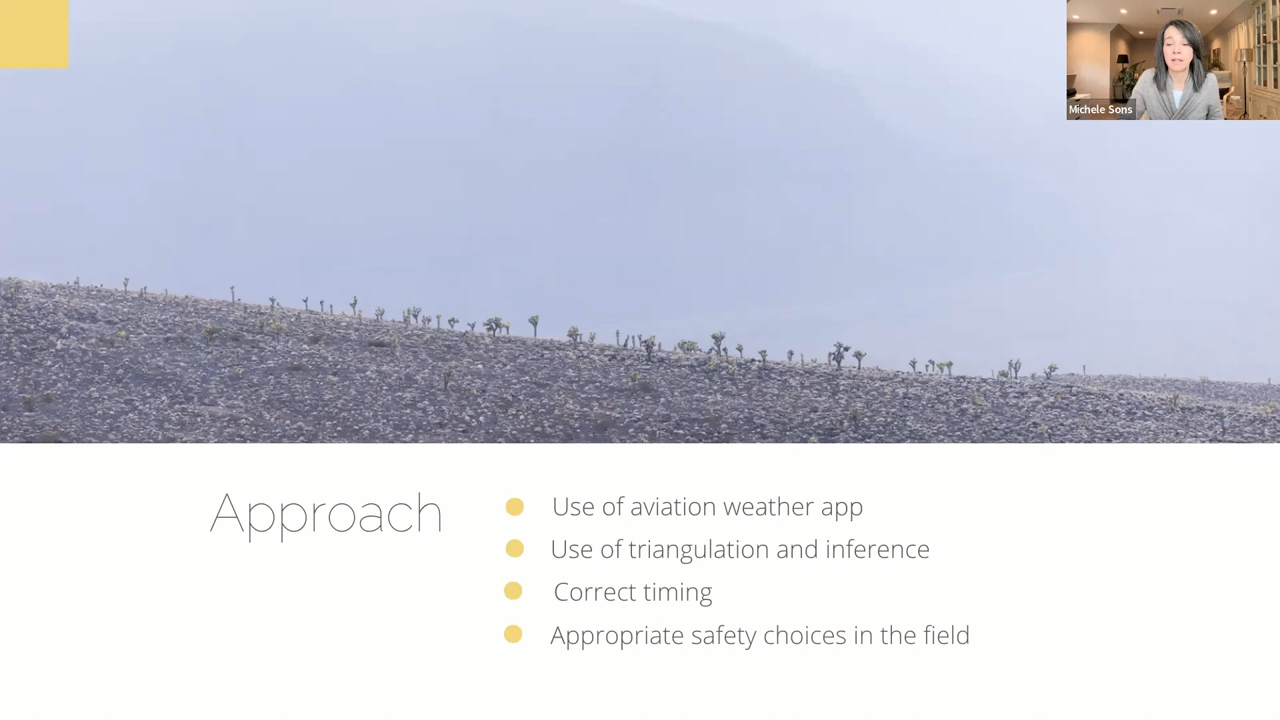 Michele Sons
Approach
Use of aviation weather app
Use of triangulation and inference
Correct timing
Appropriate safety choices in the field